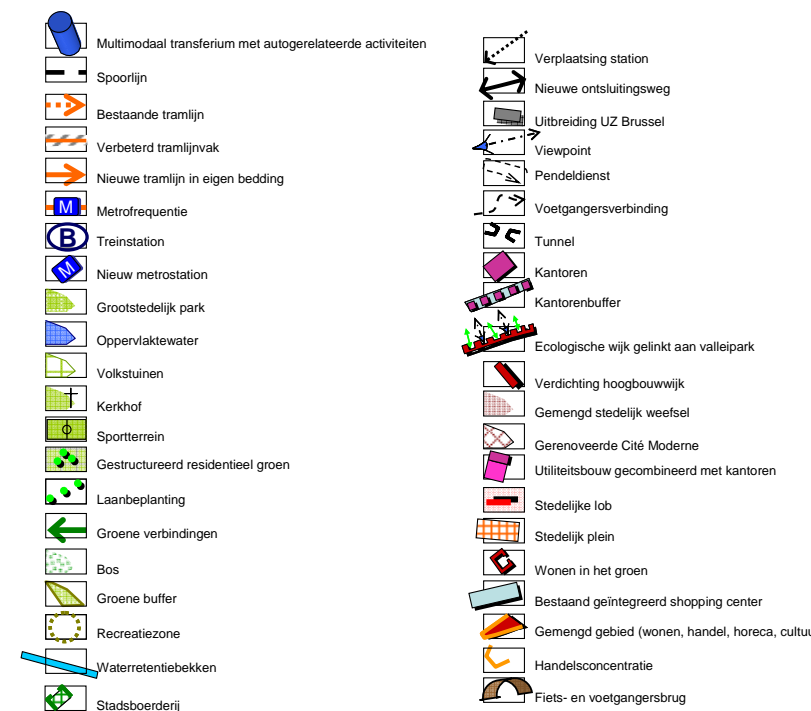 Multimodaal transferium met autogerelateerde activiteiten
Spoorlijn
Bestaande tramlijn
Verbeterd tramlijnvak
Nieuwe tramlijn in eigen bedding
M Metrofrequentie
B Treinstation
M Nieuw metrostation
Grootstedelijk park
Oppervlaktewater
Volkstuinen
Kerkhof
Sportterrein
Gestructureerd residentieel groen
Laanbeplanting
Groene verbindingen
Bos
Groene buffer
Recreatiezone
Waterretentiebekken
Stadsboerderij
Verplaatsing station
Nieuwe ontsluitingsweg
Uitbreiding UZ Brussel
Viewpoint
Pendeldienst
Voetgangersverbinding
Tunnel
Kantoren
Kantorenbuffer
Ecologische wijk gelinkt aan valleipark
Verdichting hoogbouwwijk
Gemengd stedelijk weefsel
Gerenoveerde Cité Moderne
Utiliteitsbouw gecombineerd met kantoren
Stedelijke lob
Stedelijk plein
Wonen in het groen
Bestaand geïntegreerd shopping center
Gemengd gebied (wonen, handel, horeca, cultuu
Handelsconcentratie
Fiets- en voetgangersbrug